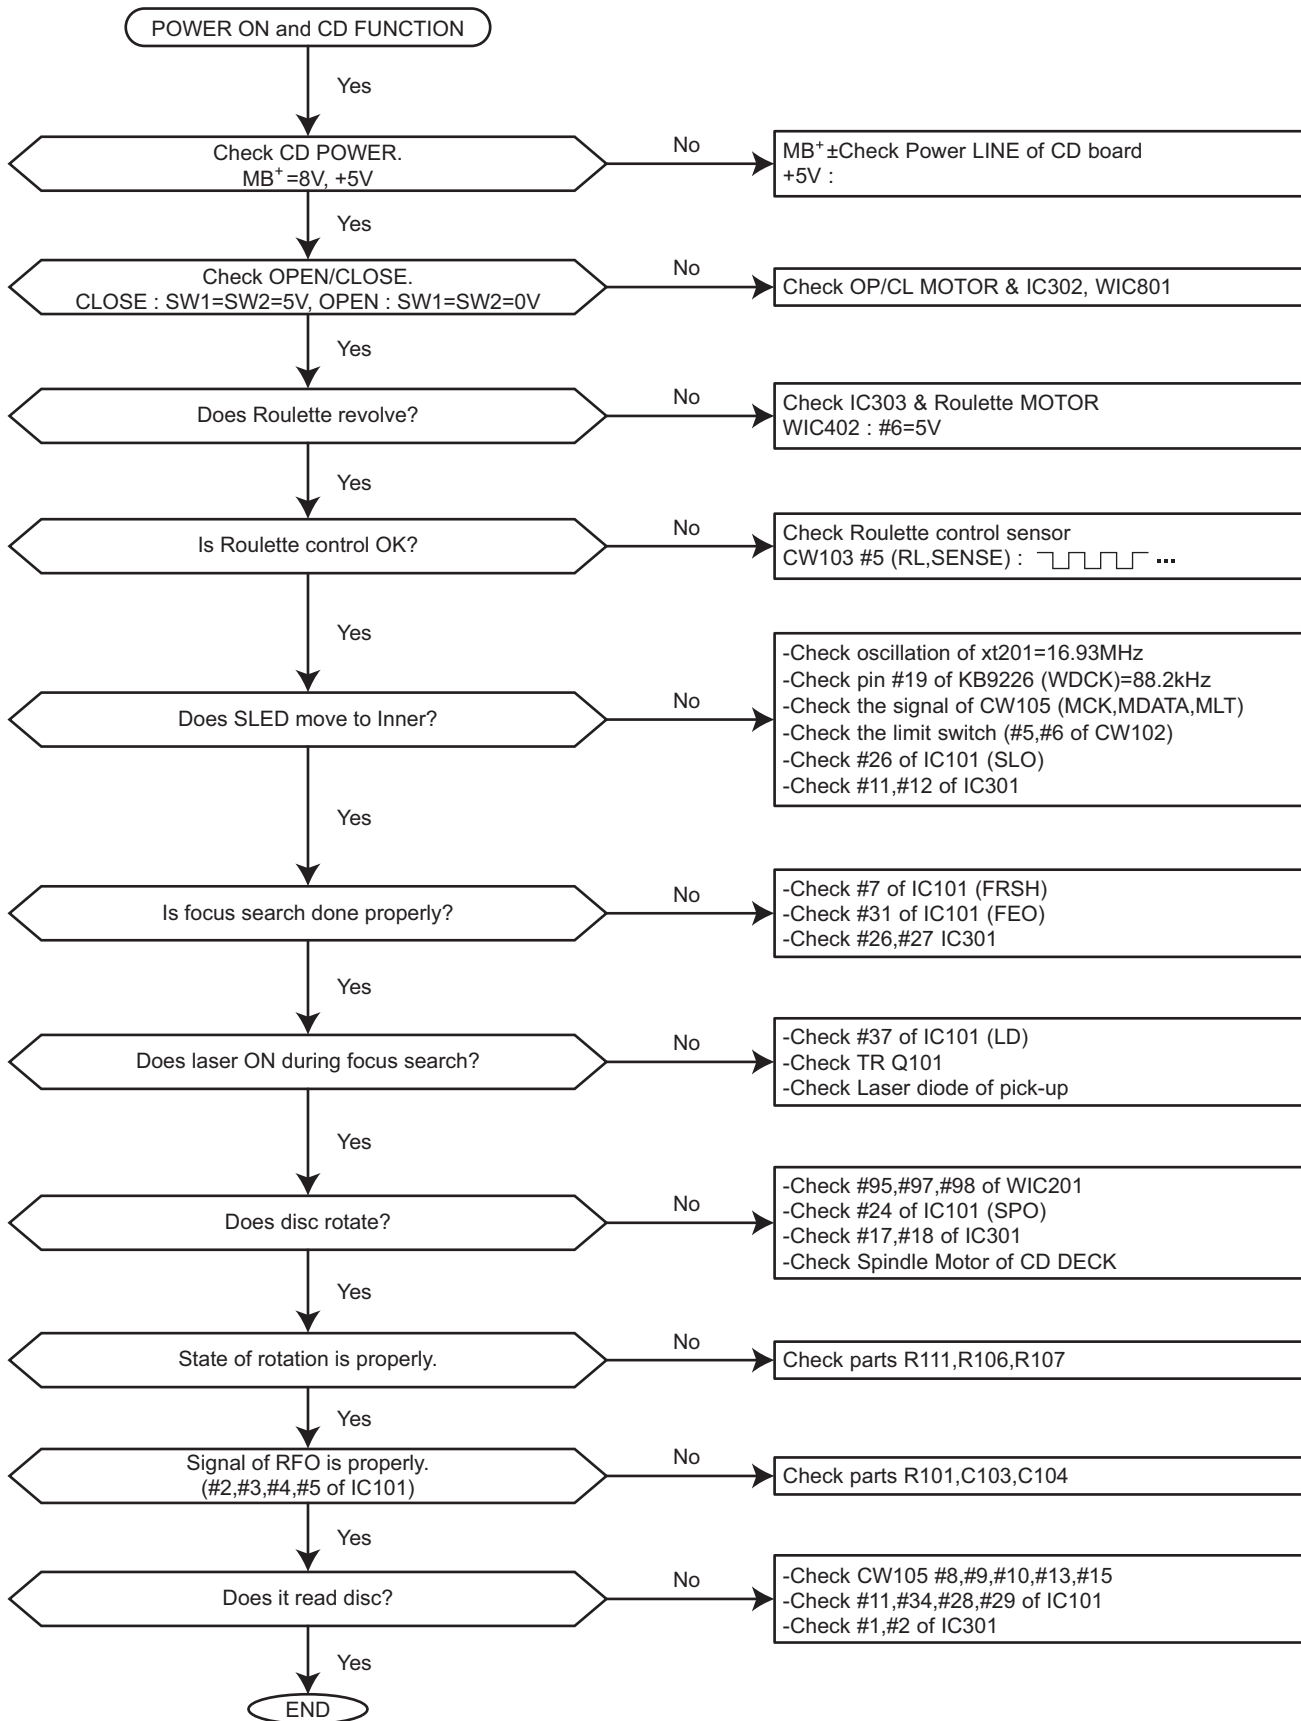 POWER ON and CD FUNCTION
Yes
Check CD POWER.
MB⁺=8V, +5V
No
MB⁺±Check Power LINE of CD board
+5V :
Yes
Check OPEN/CLOSE.
CLOSE : SW1=SW2=5V, OPEN : SW1=SW2=0V
No
Check OP/CL MOTOR & IC302, WIC801
Yes
Does Roulette revolve?
No
Check IC303 & Roulette MOTOR
WIC402 : #6=5V
Yes
Is Roulette control OK?
No
Check Roulette control sensor
CW103 #5 (RL,SENSE) : ...
Yes
Does SLED move to Inner?
No
-Check oscillation of xt201=16.93MHz
-Check pin #19 of KB9226 (WDCK)=88.2kHz
-Check the signal of CW105 (MCK,MDATA,MLT)
-Check the limit switch (#5,#6 of CW102)
-Check #26 of IC101 (SLO)
-Check #11,#12 of IC301
Yes
Is focus search done properly?
No
-Check #7 of IC101 (FRSH)
-Check #31 of IC101 (FEO)
-Check #26,#27 IC301
Yes
Does laser ON during focus search?
No
-Check #37 of IC101 (LD)
-Check TR Q101
-Check Laser diode of pick-up
Yes
Does disc rotate?
No
-Check #95,#97,#98 of WIC201
-Check #24 of IC101 (SPO)
-Check #17,#18 of IC301
-Check Spindle Motor of CD DECK
Yes
State of rotation is properly.
No
Check parts R111,R106,R107
Yes
Signal of RFO is properly.
(#2,#3,#4,#5 of IC101)
No
Check parts R101,C103,C104
Yes
Does it read disc?
No
-Check CW105 #8,#9,#10,#13,#15
-Check #11,#34,#28,#29 of IC101
-Check #1,#2 of IC301
Yes
END